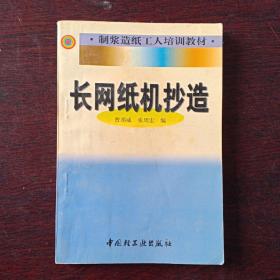 ·制浆造纸工人培训教材·
长网纸机抄造
编
中国轻工业出版社